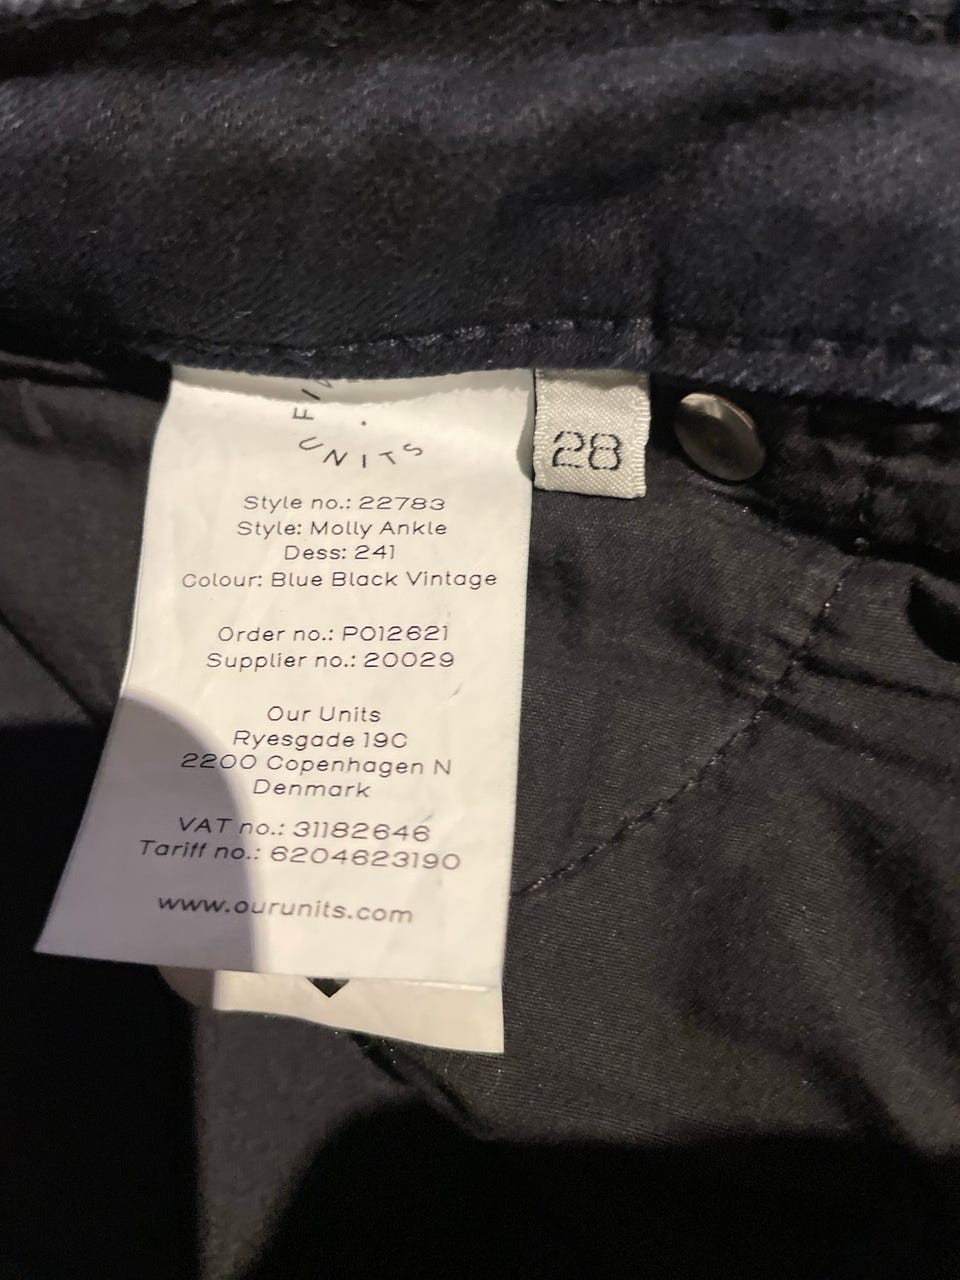 UNITS
28
Style no.: 22783
Style: Molly Ankle
Dess: 241
Colour: Blue Black Vintage
Order no.: PO12621
Supplier no.: 20029
Our Units
Ryesgade 19C
2200 Copenhagen N
Denmark
VAT no.: 31182646
Tariff no.: 6204623190
www.ourunits.com